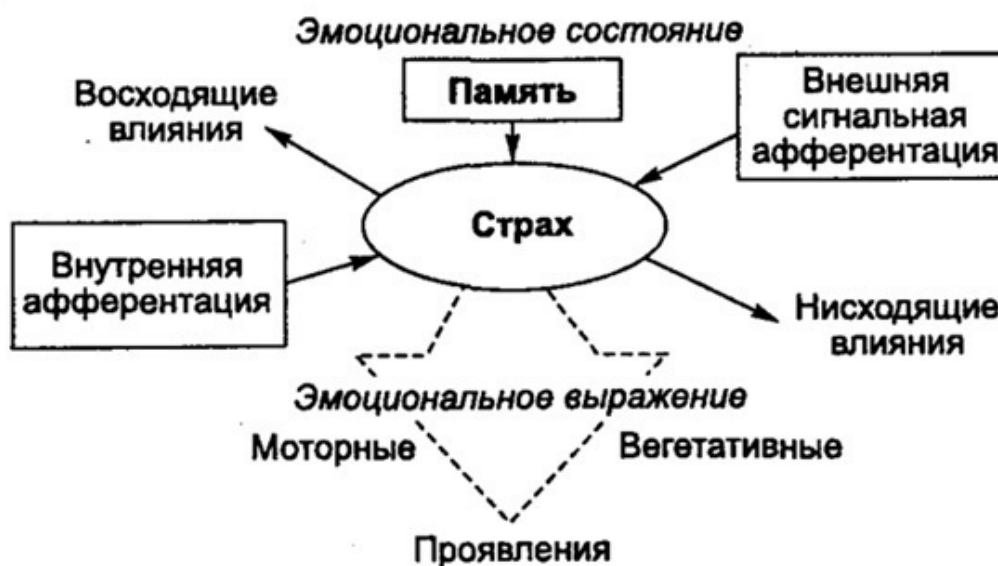 Эмоциональное состояние
Восходящие
влияния
Память
Внешняя
сигнальная
афферентация
Страх
Внутренняя
афферентация
Нисходящие
влияния
Эмоциональное выражение
Моторные
Вегетативные
Проявления